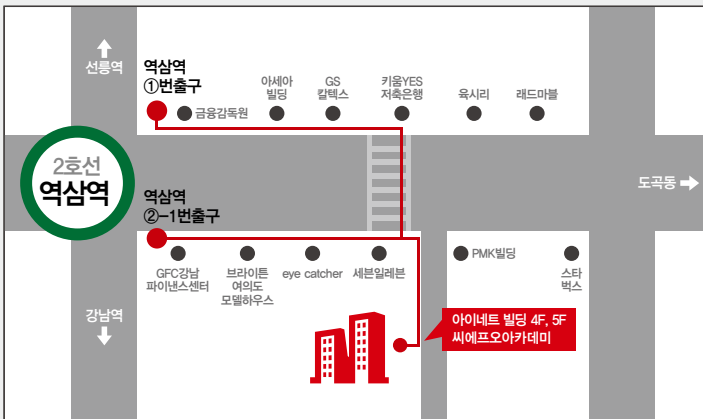 선릉역
역삼역
①번출구
금융감독원
아세아
빌딩
GS
칼텍스
키움YES
저축은행
육시리
래드마블
2호선
역삼역
도곡동
역삼역
②-1번출구
GFC강남
파이낸스센터
브라이튼
여의도
모델하우스
eye catcher
세븐일레븐
PMK빌딩
스타
벅스
강남역
아이네트 빌딩 4F, 5F
씨에프오아카데미